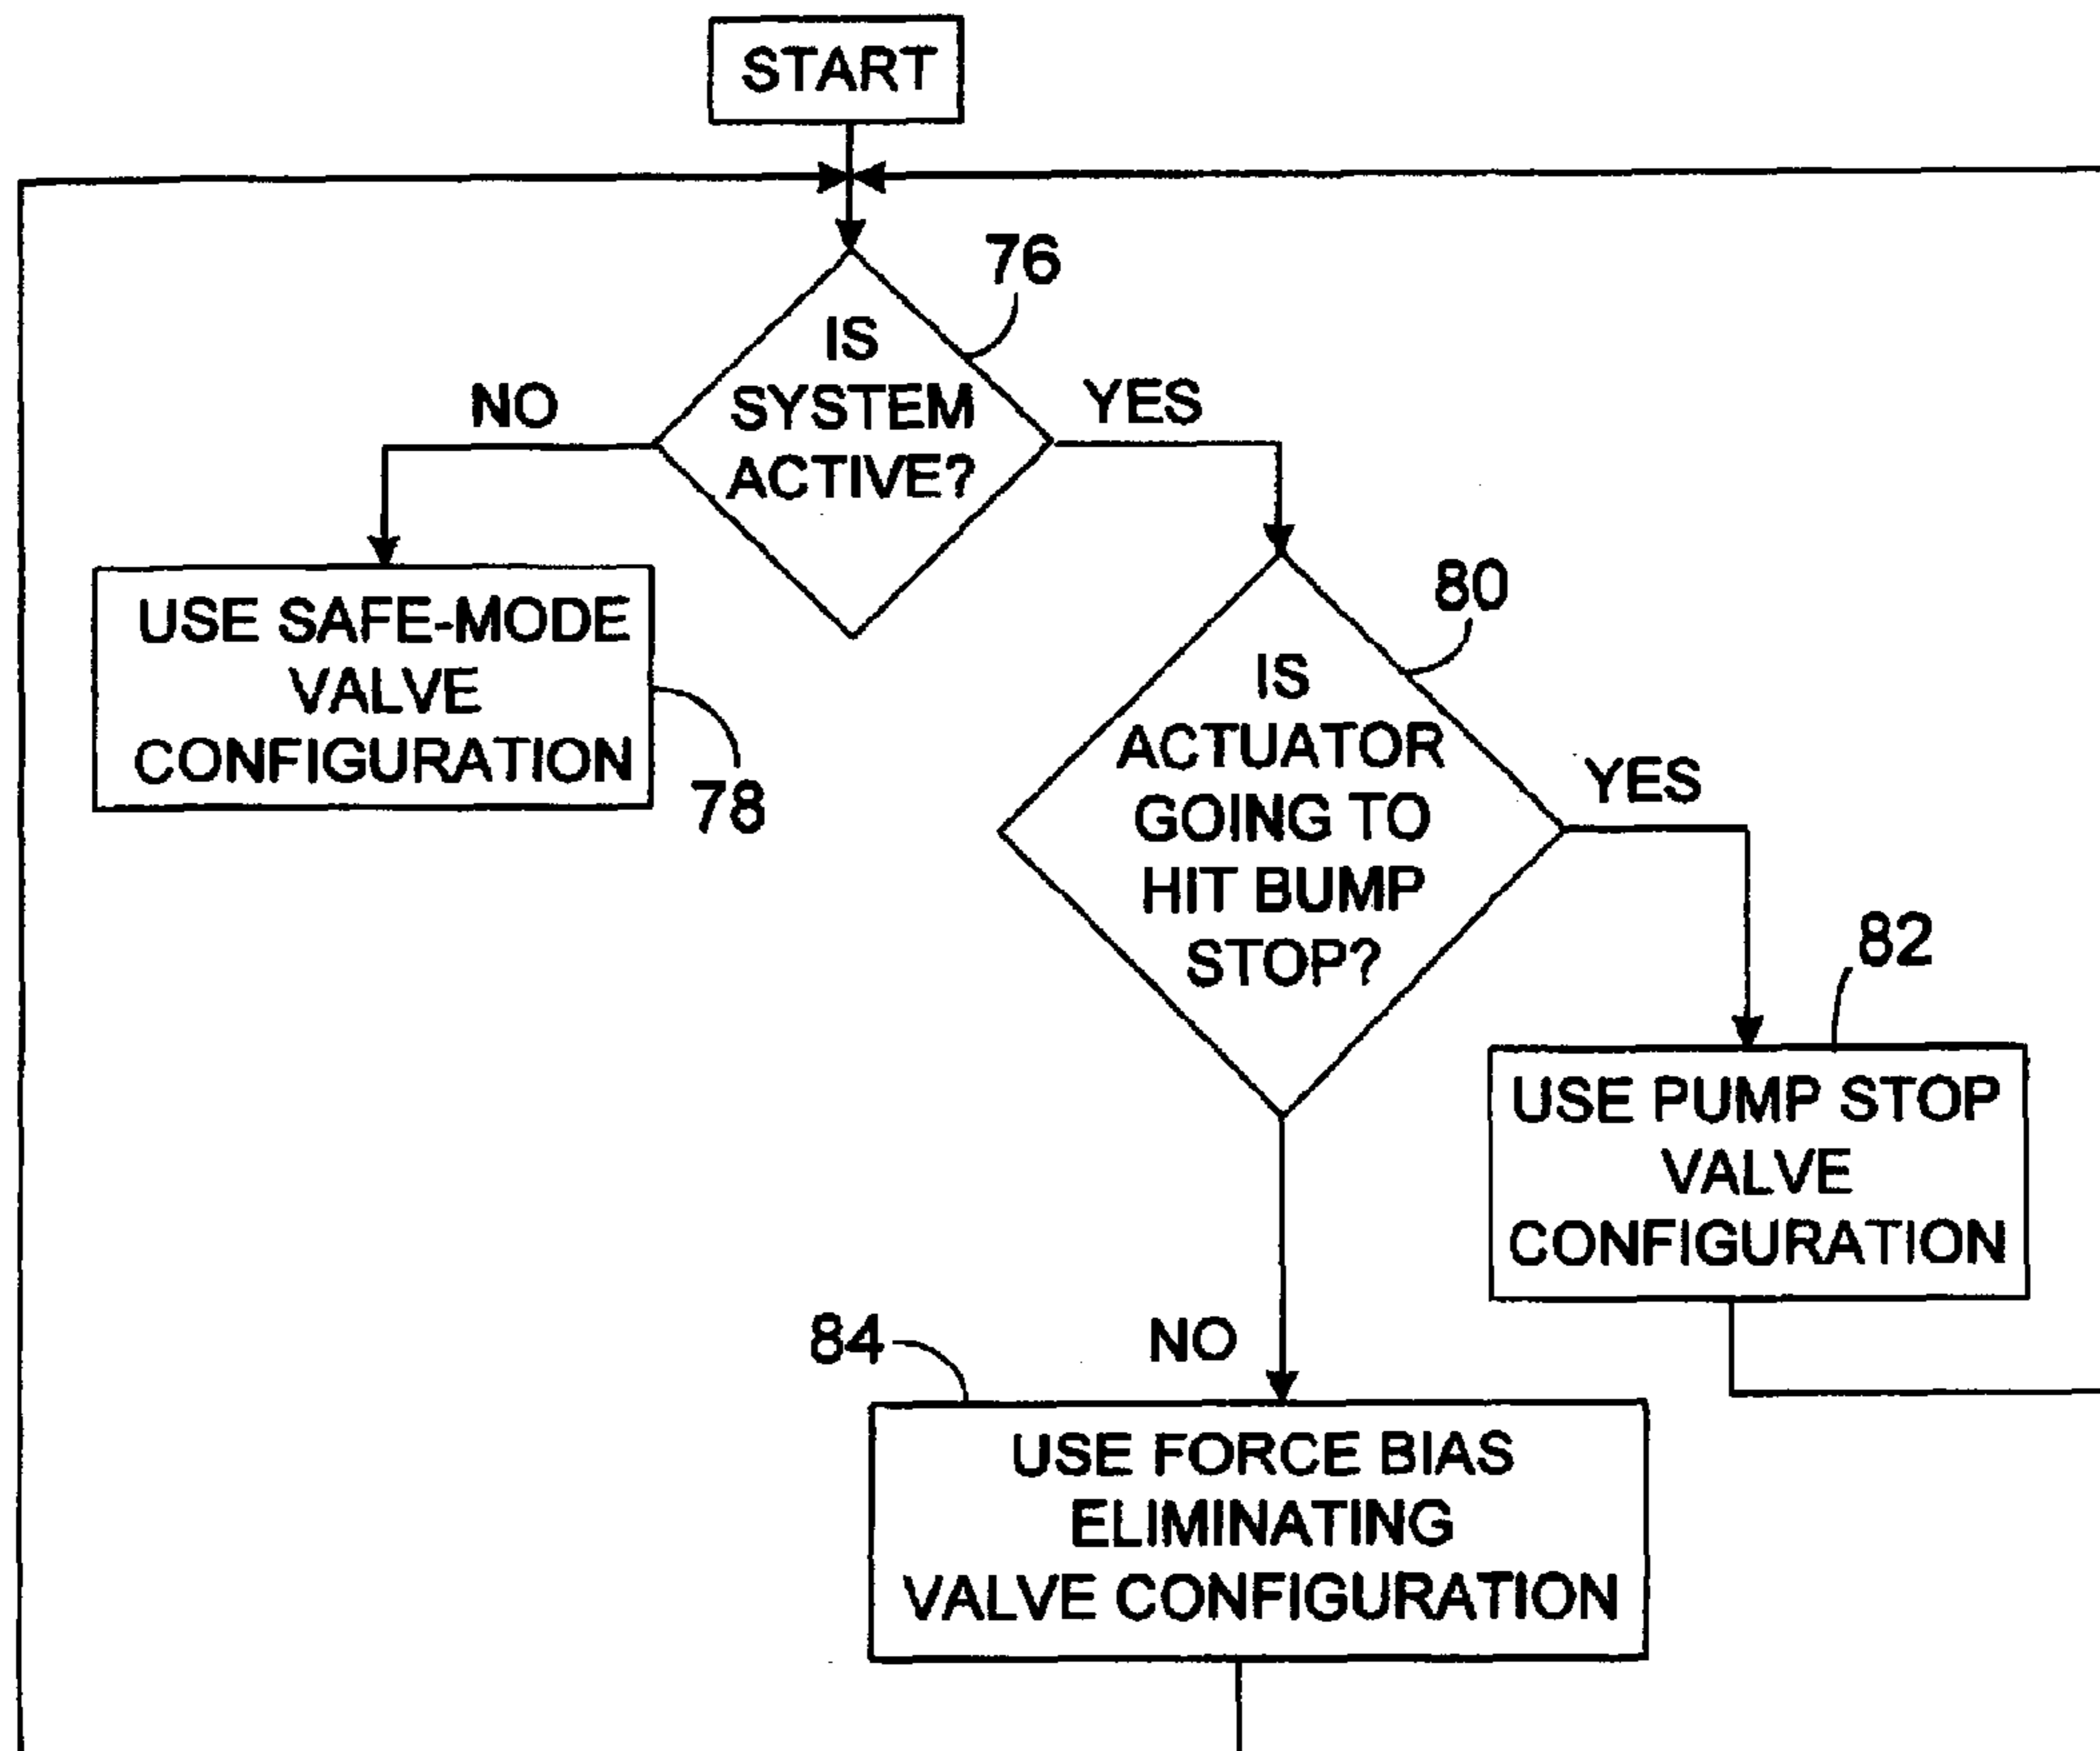 START
76
IS
SYSTEM
ACTIVE?
NO
YES
USE SAFE-MODE
VALVE
CONFIGURATION
78
80
IS
ACTUATOR
GOING TO
HIT BUMP
STOP?
YES
82
USE PUMP STOP
VALVE
CONFIGURATION
84
NO
USE FORCE BIAS
ELIMINATING
VALVE CONFIGURATION